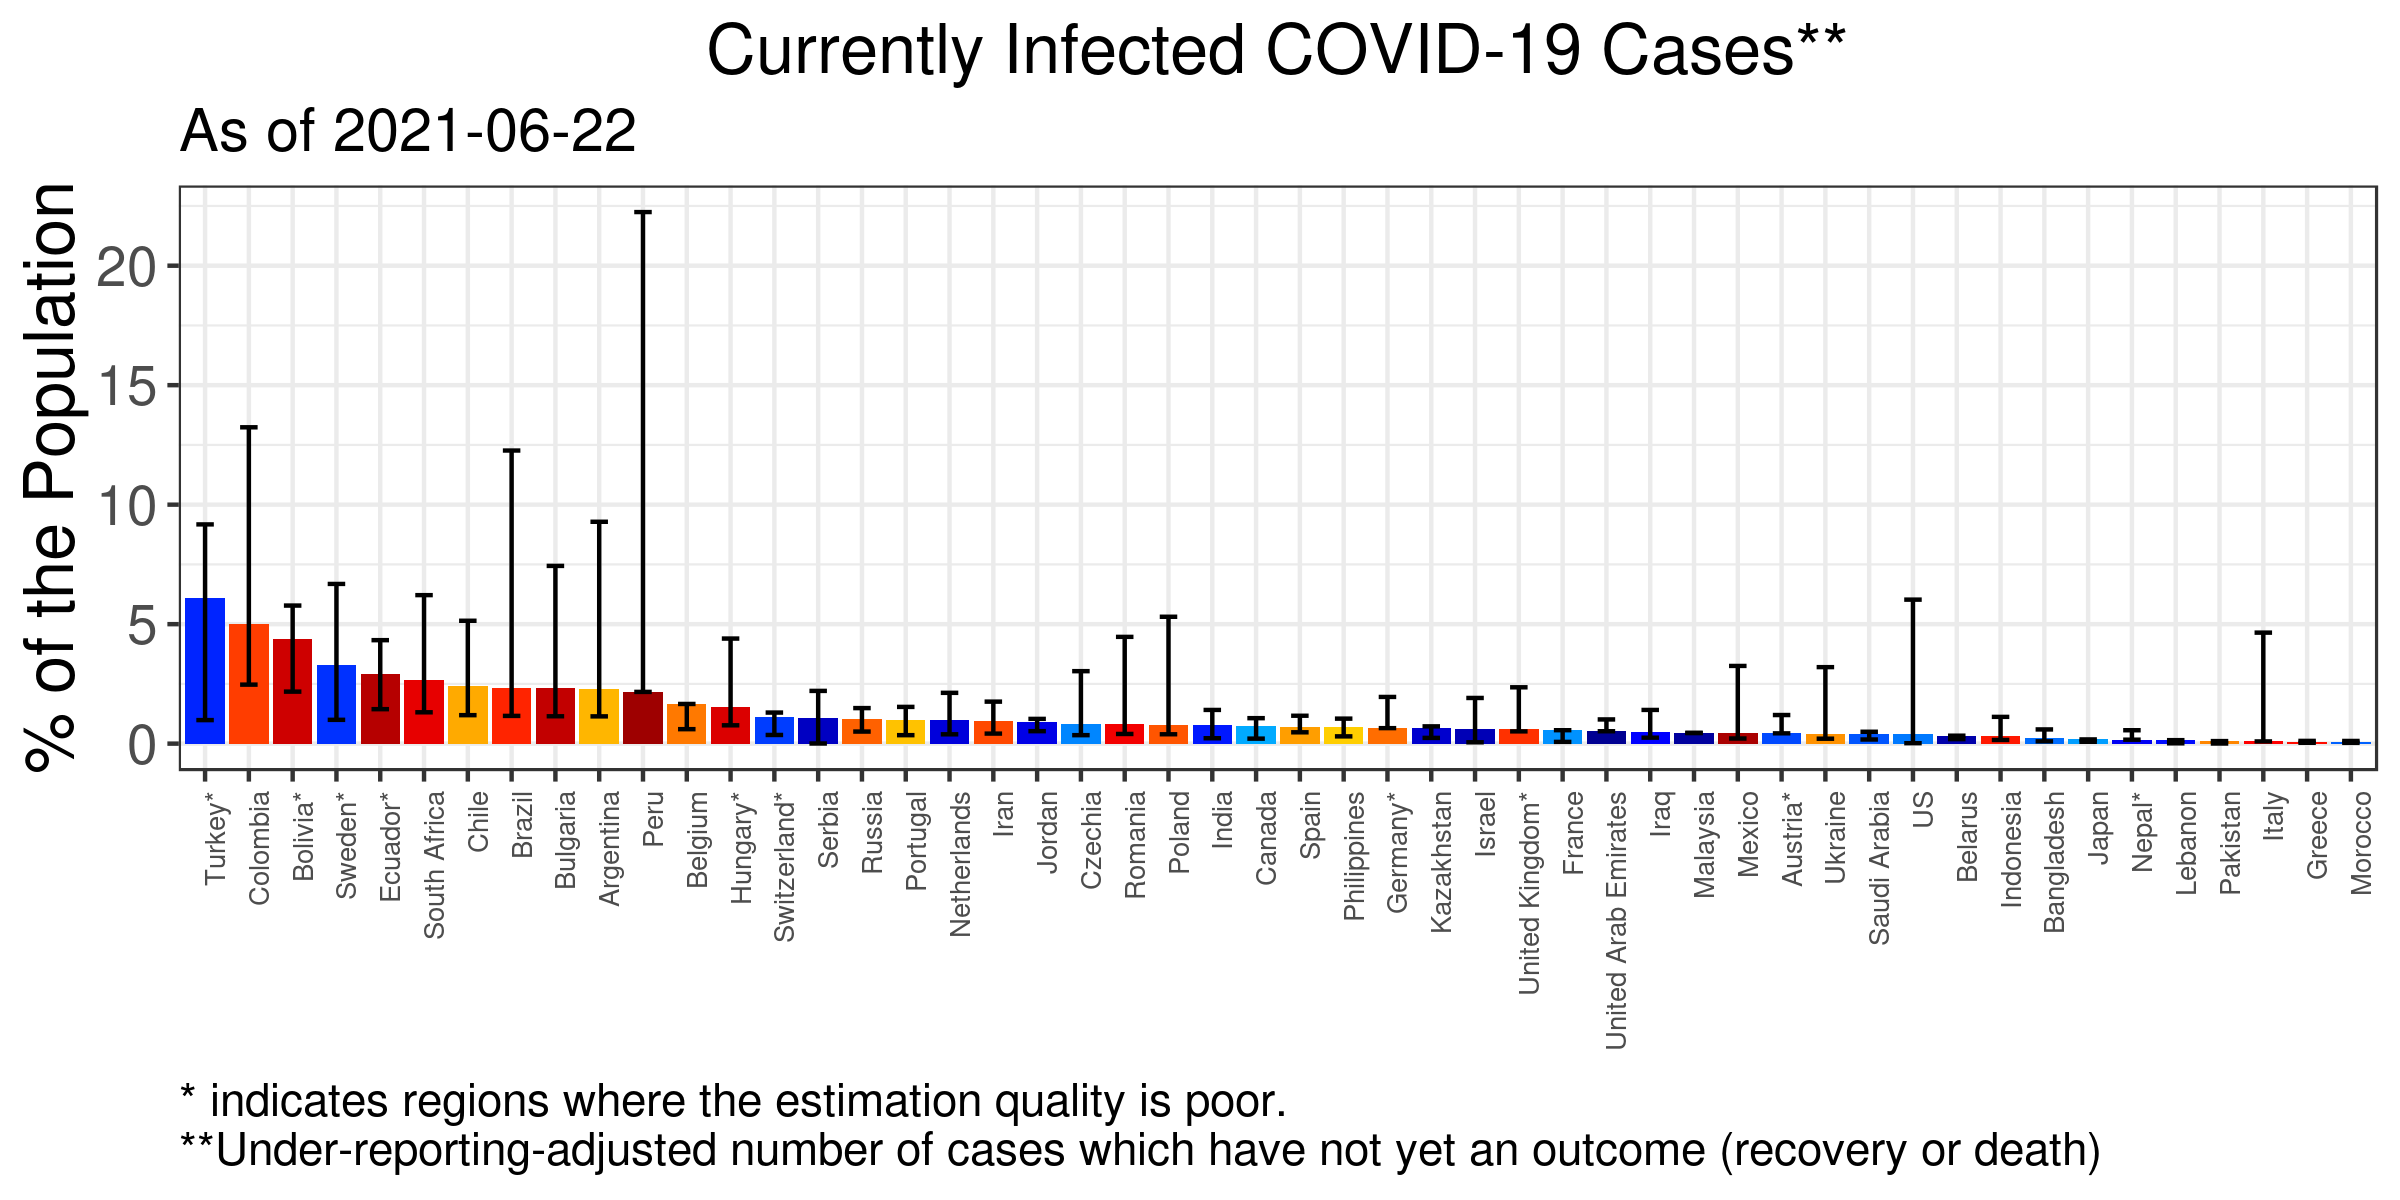 Currently Infected COVID-19 Cases**
As of 2021-06-22
% of the Population
20
15
10
5
0
Turkey*
Colombia
Bolivia*
Sweden*
Ecuador*
South Africa
Chile
Brazil
Bulgaria
Argentina
Peru
Belgium
Hungary*
Switzerland*
Serbia
Russia
Portugal
Netherlands
Iran
Jordan
Czechia
Romania
Poland
India
Canada
Spain
Philippines
Germany*
Kazakhstan
Israel
United Kingdom*
France
United Arab Emirates
Iraq
Malaysia
Mexico
Austria*
Ukraine
Saudi Arabia
US
Belarus
Indonesia
Bangladesh
Japan
Nepal*
Lebanon
Pakistan
Italy
Greece
Morocco
* indicates regions where the estimation quality is poor.
**Under-reporting-adjusted number of cases which have not yet an outcome (recovery or death)